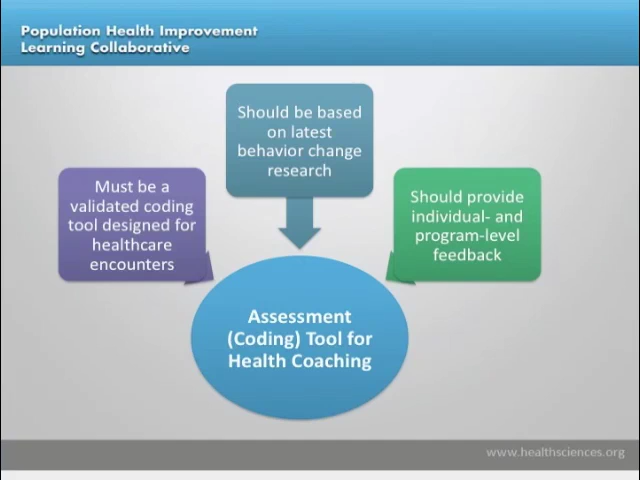 Population Health Improvement
Learning Collaborative
Should be based
on latest
behavior change
research
Must be a
validated coding
tool designed for
healthcare
encounters
Should provide
individual- and
program-level
feedback
Assessment
(Coding) Tool for
Health Coaching
www.healthsciences.org